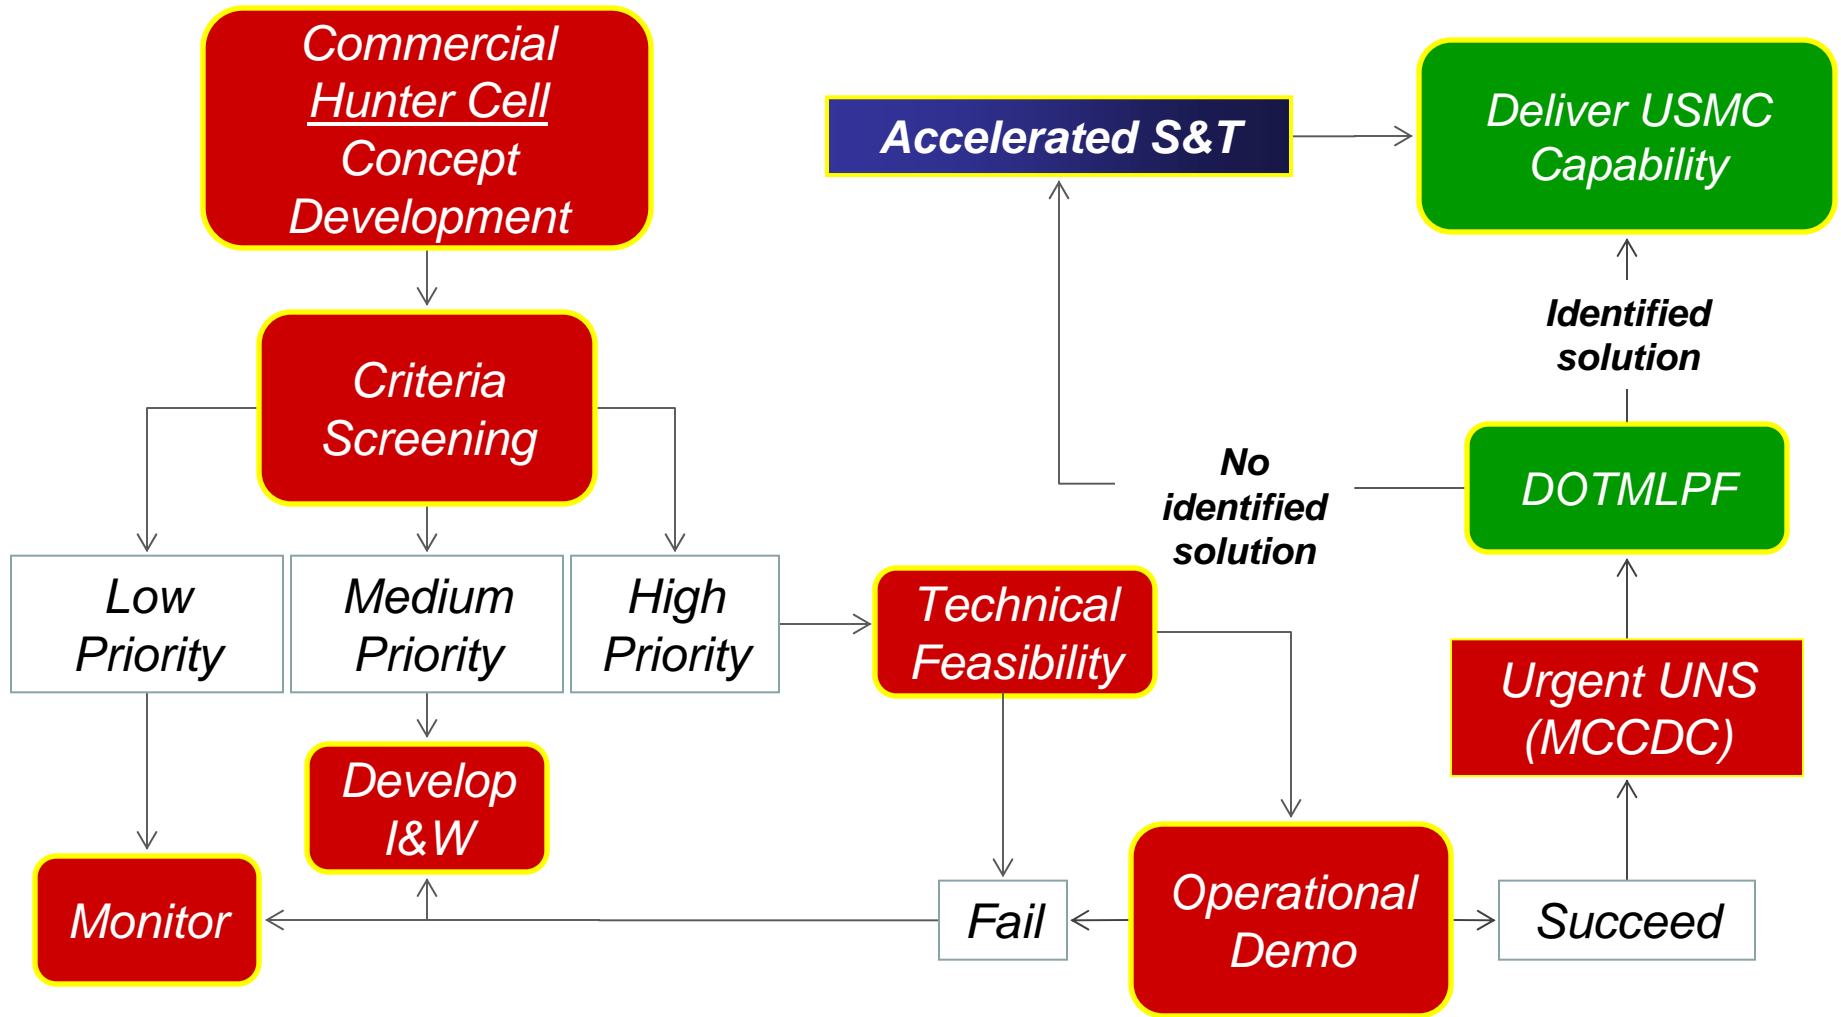 Commercial
Hunter Cell
Concept
Development
Accelerated S&T
Deliver USMC
Capability
Identified
solution
Criteria
Screening
No
identified
solution
DOTMLPF
Low
Priority
Medium
Priority
High
Priority
Technical
Feasibility
Urgent UNS
(MCCDC)
Develop
I&W
Monitor
Fail
Operational
Demo
Succeed